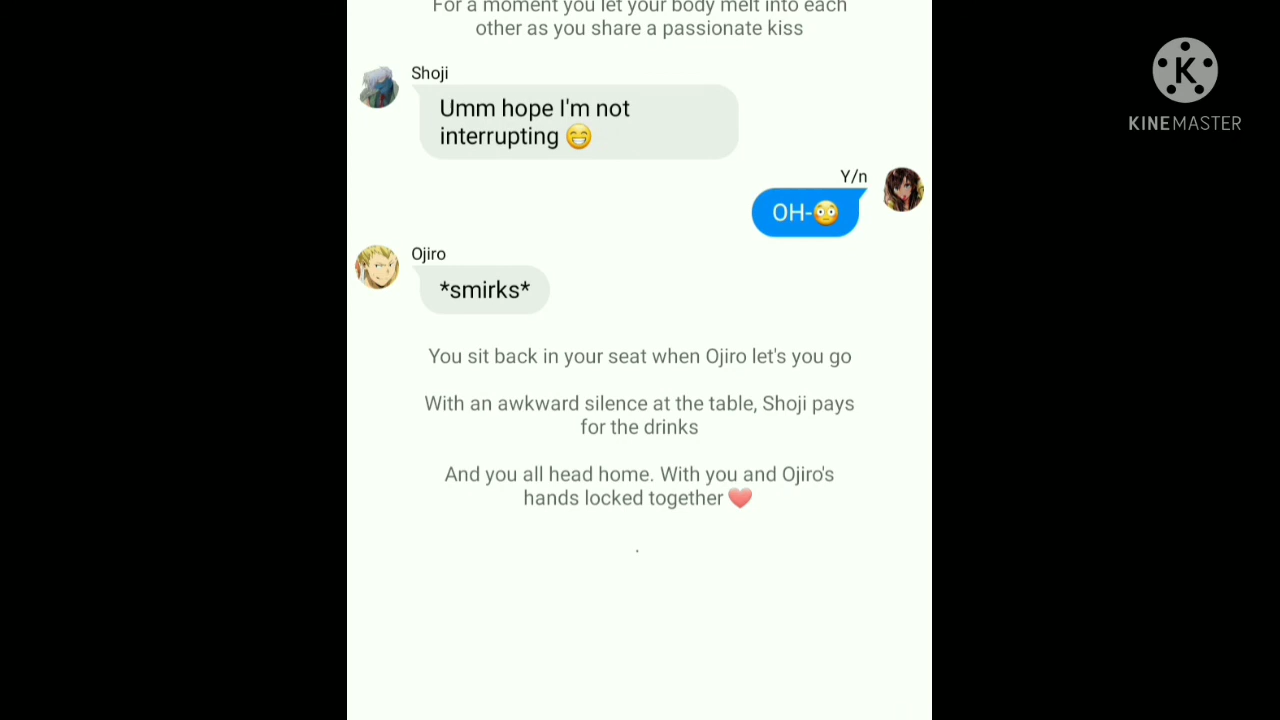 For a moment you let your body melt into each
other as you share a passionate kiss
Shoji
Umm hope I'm not
interrupting 😁
Y/n
OH-😳
Ojiro
*smirks*
You sit back in your seat when Ojiro let's you go
With an awkward silence at the table, Shoji pays
for the drinks
And you all head home. With you and Ojiro's
hands locked together ❤️
.
K
KINEMASTER